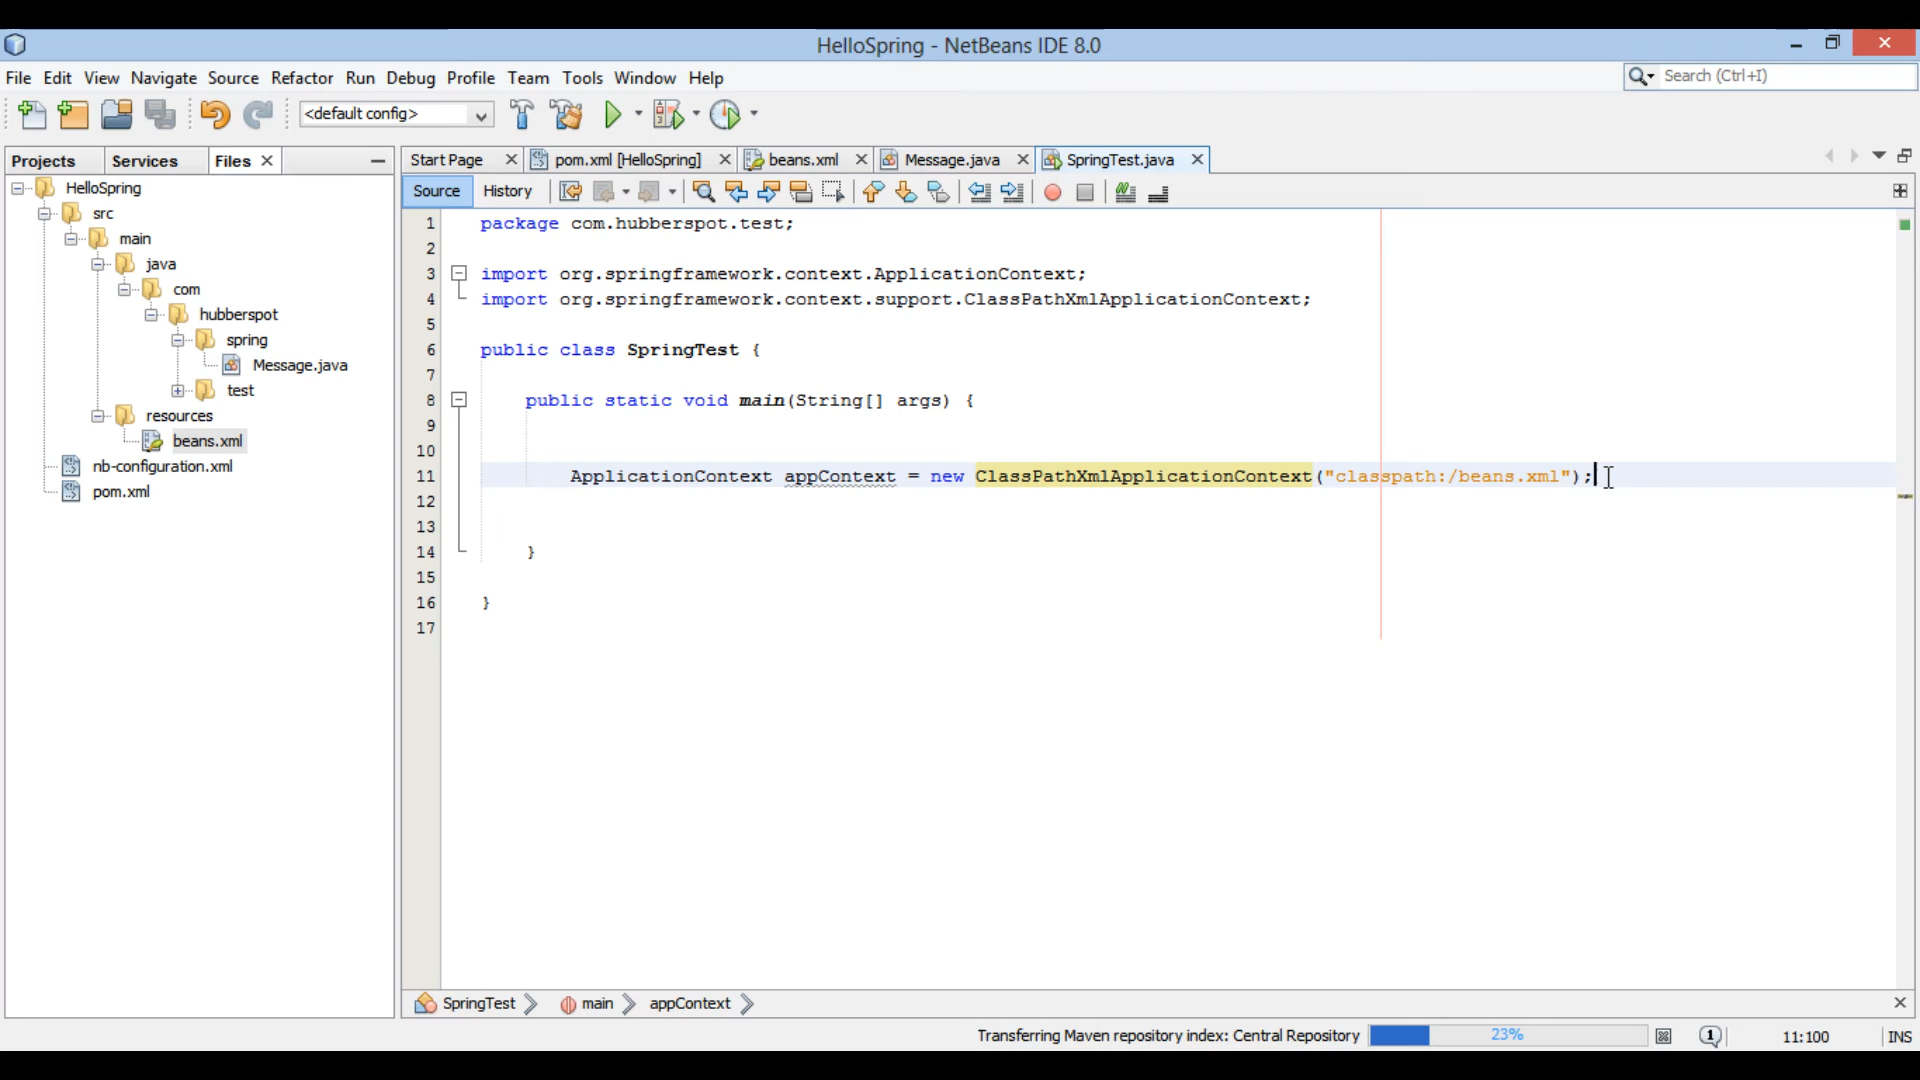 HelloSpring - NetBeans IDE 8.0
File Edit View Navigate Source Refactor Run Debug Profile Team Tools Window Help
Search (Ctrl+I)
<default config>
Projects Services Files
Start Page pom.xml [HelloSpring] beans.xml Message.java SpringTest.java
Source History
HelloSpring
src
main
java
com
hubberspot
spring
Message.java
test
resources
beans.xml
nb-configuration.xml
pom.xml
1 package com.hubberspot.test;
2
3 import org.springframework.context.ApplicationContext;
4 import org.springframework.context.support.ClassPathXmlApplicationContext;
5
6 public class SpringTest {
7
8 public static void main(String[] args) {
9
10
11 ApplicationContext appContext = new ClassPathXmlApplicationContext("classpath:/beans.xml");
12
13
14 }
15
16 }
17
SpringTest main appContext
Transferring Maven repository index: Central Repository 23% 1 11:100 INS